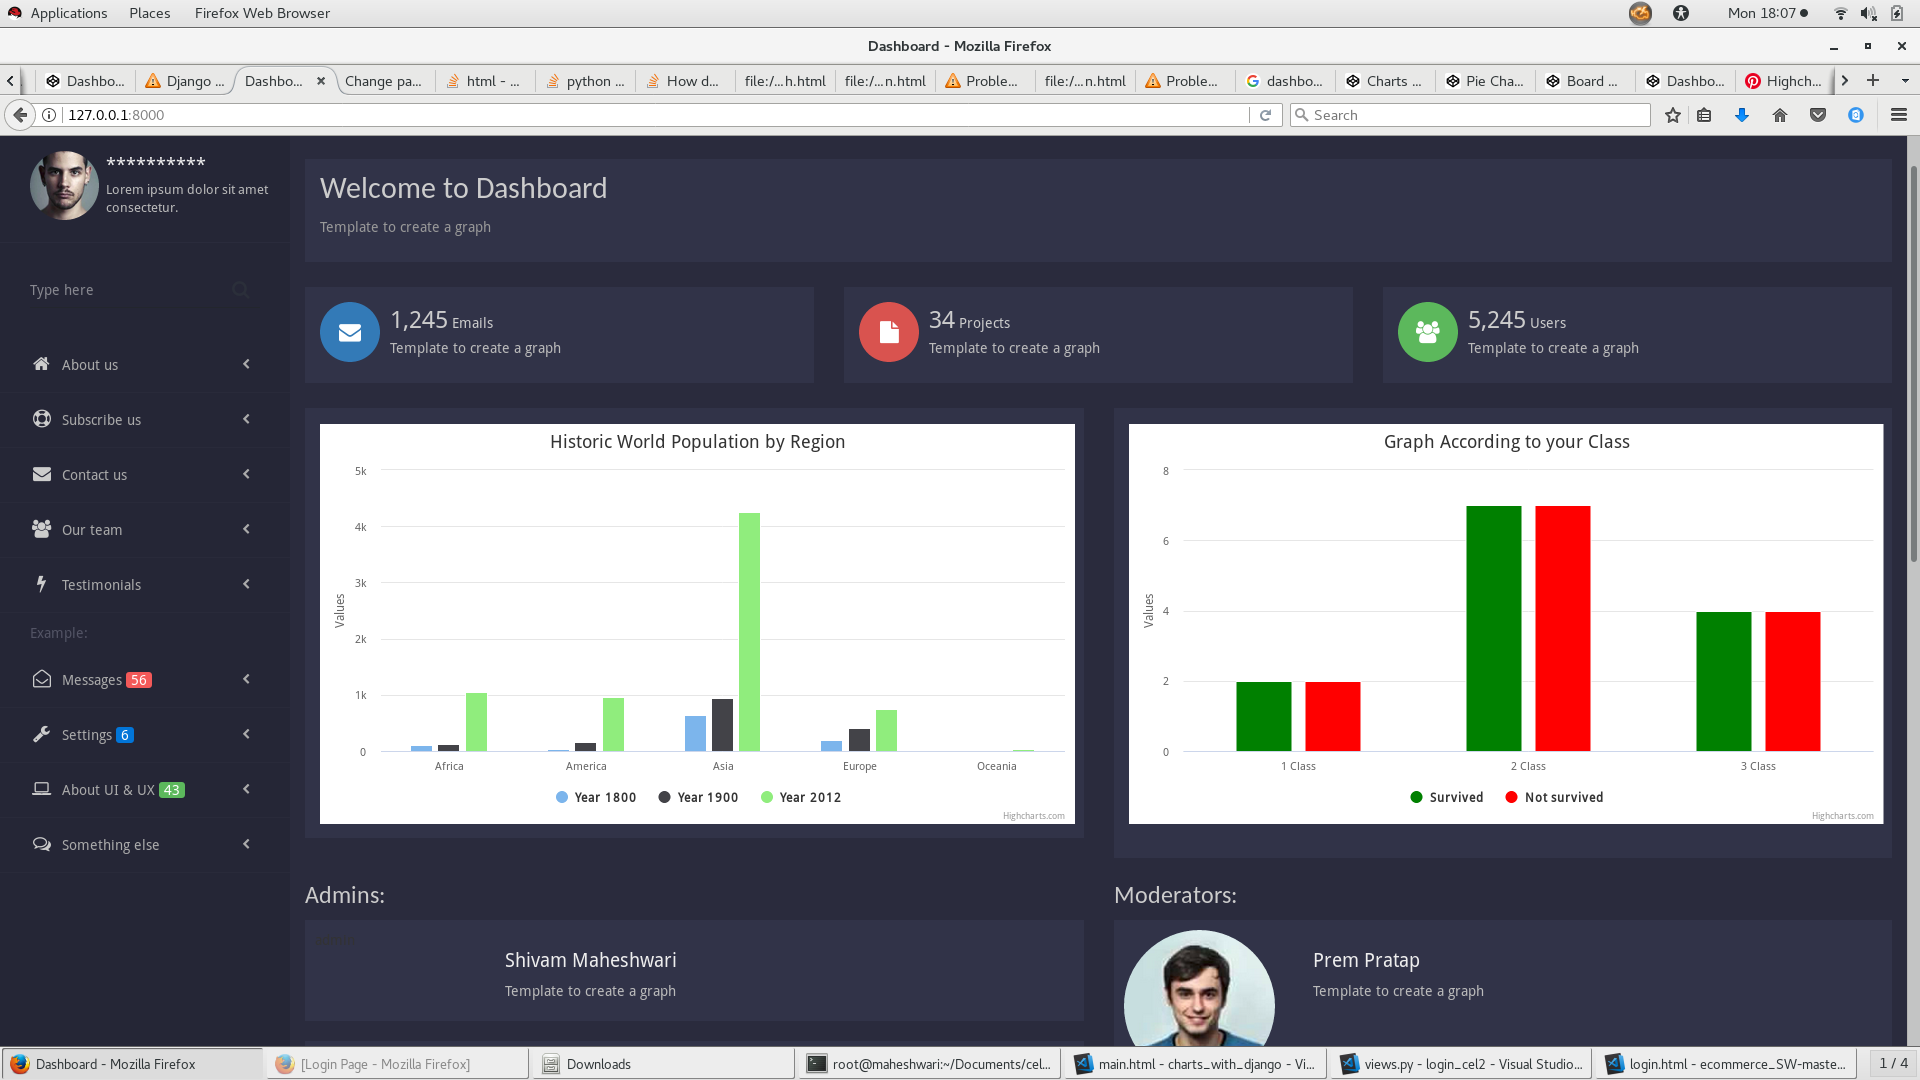 Applications Places Firefox Web Browser Mon 18:07
Dashboard - Mozilla Firefox
Dashbo... Django ... Dashbo... Change pa... html - ... python ... How d... file:/...h.html file:/...n.html Proble... file:/...n.html Proble... dashbo... Charts ... Pie Cha... Board ... Dashbo... Highch...
127.0.0.1:8000 Search
**********
Lorem ipsum dolor sit amet
consectetur.
Type here
About us
Subscribe us
Contact us
Our team
Testimonials
Example:
Messages 56
Settings 6
About UI & UX 43
Something else
Welcome to Dashboard
Template to create a graph
1,245 Emails
Template to create a graph
34 Projects
Template to create a graph
5,245 Users
Template to create a graph
Historic World Population by Region
Values
5k
4k
3k
2k
1k
0
Africa America Asia Europe Oceania
Year 1800 Year 1900 Year 2012
Highcharts.com
Graph According to your Class
Values
8
6
4
2
0
1 Class 2 Class 3 Class
Survived Not survived
Highcharts.com
Admins:
Shivam Maheshwari
Template to create a graph
Moderators:
Prem Pratap
Template to create a graph
Dashboard - Mozilla Firefox [Login Page - Mozilla Firefox] Downloads root@maheshwari:~/Documents/cel... main.html - charts_with_django - Vi... views.py - login_cel2 - Visual Studio... login.html - ecommerce_SW-maste... 1 / 4